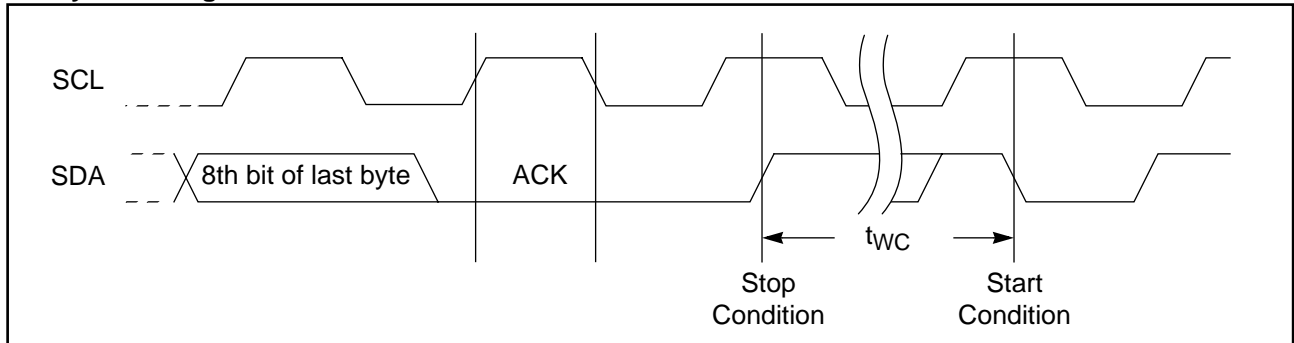 SCL
SDA
8th bit of last byte
ACK
tWC
Stop
Condition
Start
Condition